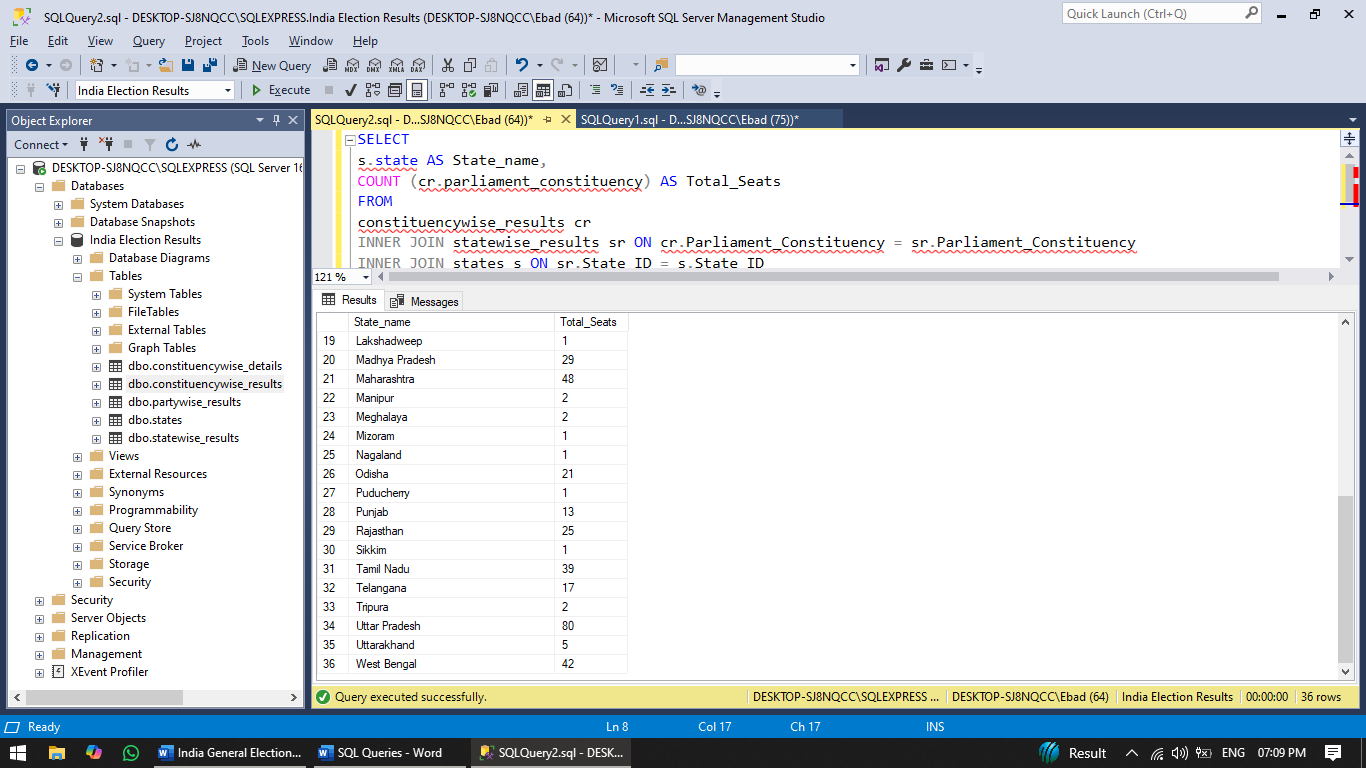 SQLQuery2.sql - DESKTOP-SJ8NQCC\SQLEXPRESS.India Election Results (DESKTOP-SJ8NQCC\Ebad (64))* - Microsoft SQL Server Management Studio
Quick Launch (Ctrl+Q)
File Edit View Query Project Tools Window Help
New Query
MDX DMX XMLA DAX
India Election Results
Execute
Object Explorer
Connect
DESKTOP-SJ8NQCC\SQLEXPRESS (SQL Server 16
Databases
System Databases
Database Snapshots
India Election Results
Database Diagrams
Tables
System Tables
FileTables
External Tables
Graph Tables
dbo.constituencywise_details
dbo.constituencywise_results
dbo.partywise_results
dbo.states
dbo.statewise_results
Views
External Resources
Synonyms
Programmability
Query Store
Service Broker
Storage
Security
Security
Server Objects
Replication
Management
XEvent Profiler
SQLQuery2.sql - D...SJ8NQCC\Ebad (64))*
SQLQuery1.sql - D...SJ8NQCC\Ebad (75))*
SELECT
s.state AS State_name,
COUNT (cr.parliament_constituency) AS Total_Seats
FROM
constituencywise_results cr
INNER JOIN statewise_results sr ON cr.Parliament_Constituency = sr.Parliament_Constituency
INNER JOIN states s ON sr.State_ID = s.State_ID
121 %
Results Messages
State_name Total_Seats
19 Lakshadweep 1
20 Madhya Pradesh 29
21 Maharashtra 48
22 Manipur 2
23 Meghalaya 2
24 Mizoram 1
25 Nagaland 1
26 Odisha 21
27 Puducherry 1
28 Punjab 13
29 Rajasthan 25
30 Sikkim 1
31 Tamil Nadu 39
32 Telangana 17
33 Tripura 2
34 Uttar Pradesh 80
35 Uttarakhand 5
36 West Bengal 42
Query executed successfully.
DESKTOP-SJ8NQCC\SQLEXPRESS ... DESKTOP-SJ8NQCC\Ebad (64) India Election Results 00:00:00 36 rows
Ready Ln 8 Col 17 Ch 17 INS
India General Election... SQL Queries - Word SQLQuery2.sql - DESK... Result ENG 07:09 PM